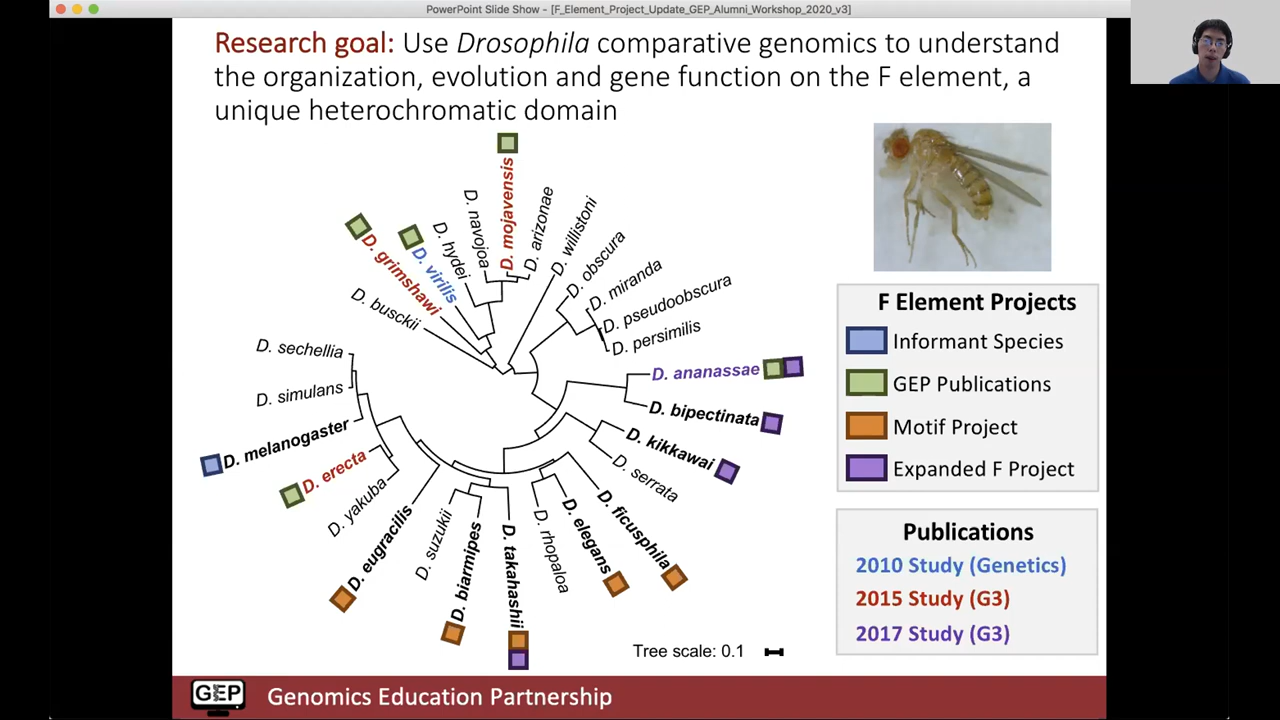 PowerPoint Slide Show - [F_Element_Project_Update_GEP_Alumni_Workshop_2020_v3]
Research goal: Use Drosophila comparative genomics to understand
the organization, evolution and gene function on the F element, a
unique heterochromatic domain
D. busckii
D. grimshawi
D. virilis
D. hydei
D. navojoa
D. mojavensis
D. arizonae
D. willistoni
D. obscura
D. miranda
D. pseudoobscura
D. persimilis
D. ananassae
D. bipectinata
D. kikkawai
D. serrata
D. ficusphila
D. elegans
D. rhopaloa
D. takahashii
D. biarmipes
D. suzukii
D. eugracilis
D. yakuba
D. erecta
D. melanogaster
D. simulans
D. sechellia
Tree scale: 0.1
F Element Projects
Informant Species
GEP Publications
Motif Project
Expanded F Project
Publications
2010 Study (Genetics)
2015 Study (G3)
2017 Study (G3)
GEP
Genomics Education Partnership